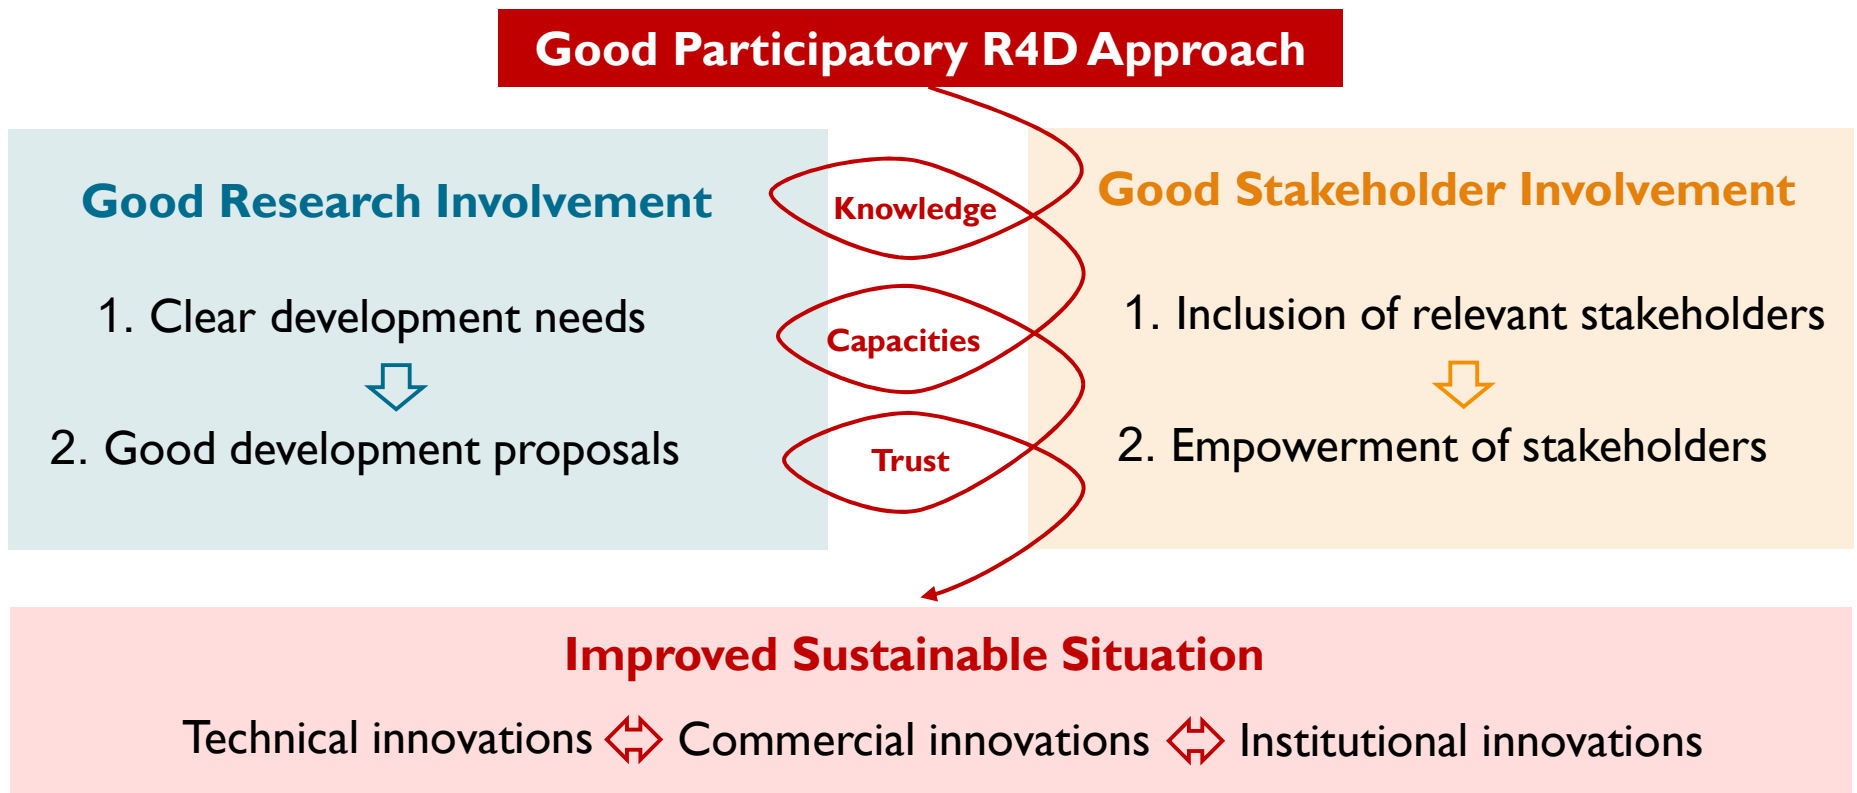 Good Participatory R4D Approach
Good Research Involvement
1. Clear development needs
2. Good development proposals
Knowledge
Capacities
Trust
Good Stakeholder Involvement
1. Inclusion of relevant stakeholders
2. Empowerment of stakeholders
Improved Sustainable Situation
Technical innovations Commercial innovations Institutional innovations